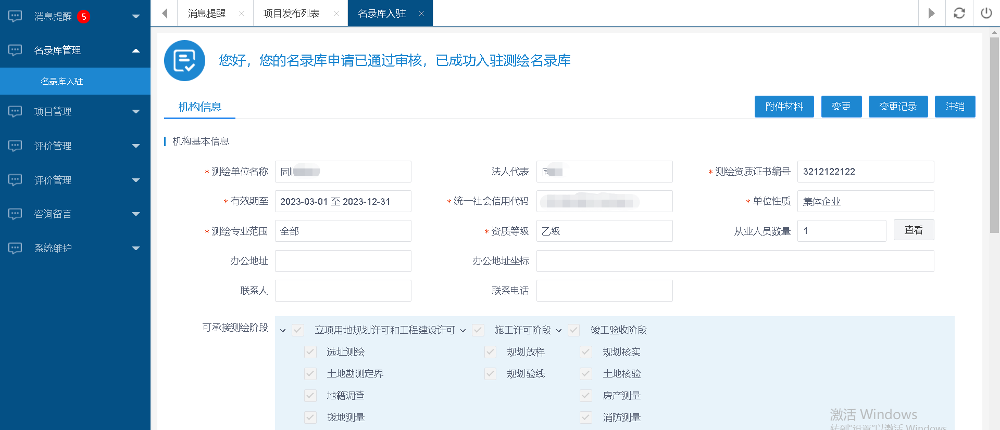 消息提醒 5
名录库管理
名录库入驻
项目管理
评价管理
评价管理
咨询留言
系统维护
消息提醒 × 项目发布列表 × 名录库入驻 ×
您好，您的名录库申请已通过审核，已成功入驻测绘名录库
机构信息 附件材料 变更 变更记录 注销
机构基本信息
* 测绘单位名称 同 法人代表 * 测绘资质证书编号 3212122122
* 有效期至 2023-03-01 至 2023-12-31 * 统一社会信用代码 * 单位性质 集体企业
* 测绘专业范围 全部 * 资质等级 乙级 从业人员数量 1 查看
办公地址 办公地址坐标
联系人 联系电话
可承接测绘阶段 立项用地规划许可和工程建设许可 施工许可阶段 竣工验收阶段
选址测绘 规划放样 规划核实
土地勘测定界 规划验线 土地核验
地籍调查 房产测量
拨地测量 消防测量
激活 Windows
转到"设置"以激活 Windows